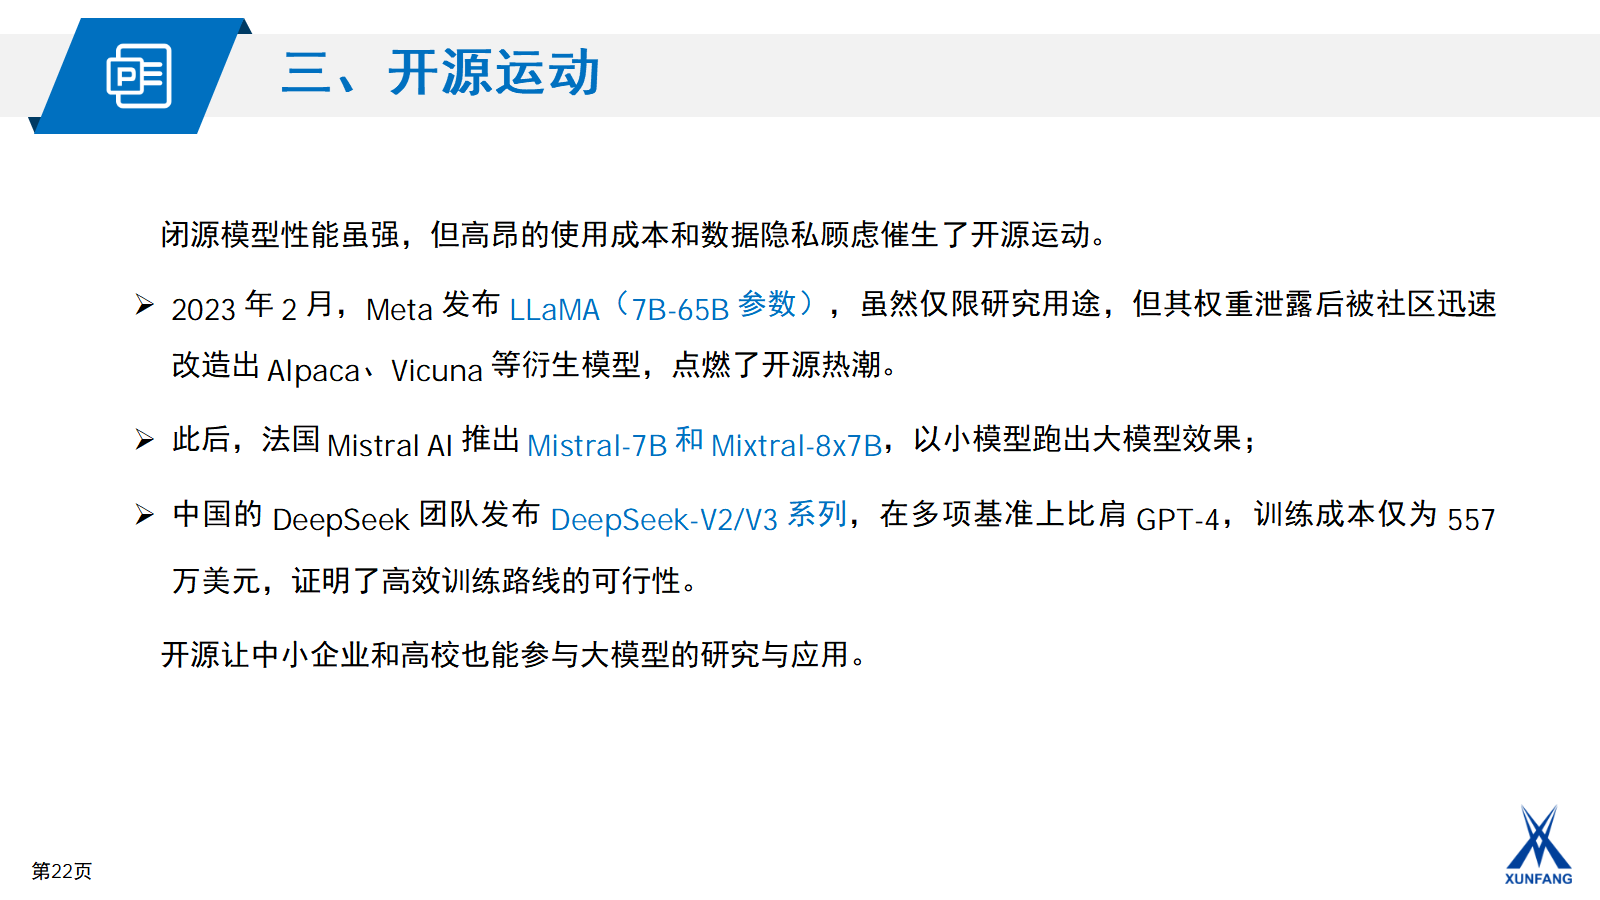 三、开源运动
闭源模型性能虽强，但高昂的使用成本和数据隐私顾虑催生了开源运动。
➢ 2023 年 2 月，Meta 发布 LLaMA（7B-65B 参数），虽然仅限研究用途，但其权重泄露后被社区迅速
改造出 Alpaca、Vicuna 等衍生模型，点燃了开源热潮。
➢ 此后，法国 Mistral AI 推出 Mistral-7B 和 Mixtral-8x7B，以小模型跑出大模型效果；
➢ 中国的 DeepSeek 团队发布 DeepSeek-V2/V3 系列，在多项基准上比肩 GPT-4，训练成本仅为 557
万美元，证明了高效训练路线的可行性。
开源让中小企业和高校也能参与大模型的研究与应用。
第22页
XUNFANG